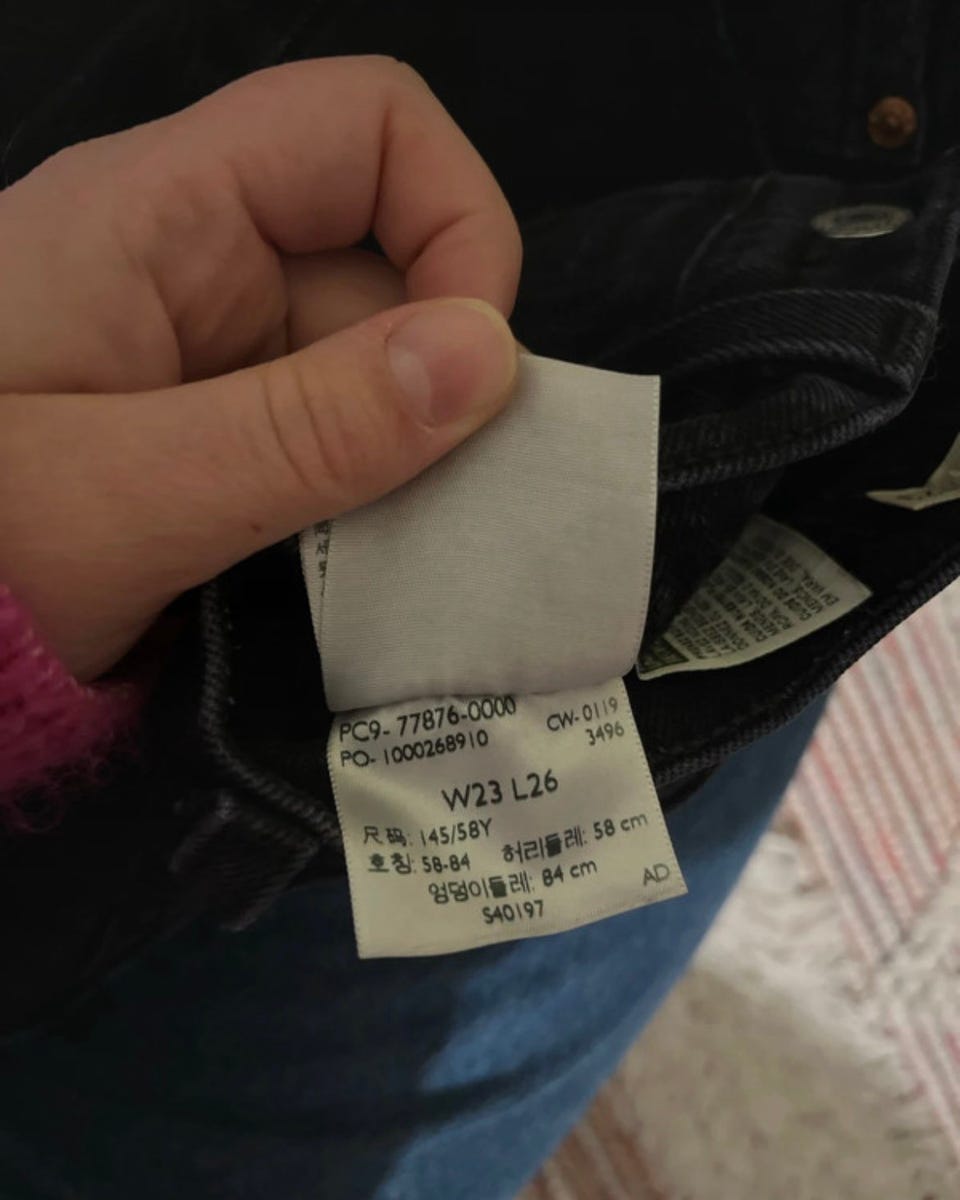 PC9- 77876-0000 CW-0119
PO- 1000268910 3496
W23 L26
尺码: 145/58Y
호칭: 58-84 허리둘레: 58 cm
엉덩이둘레: 84 cm AD
S40197